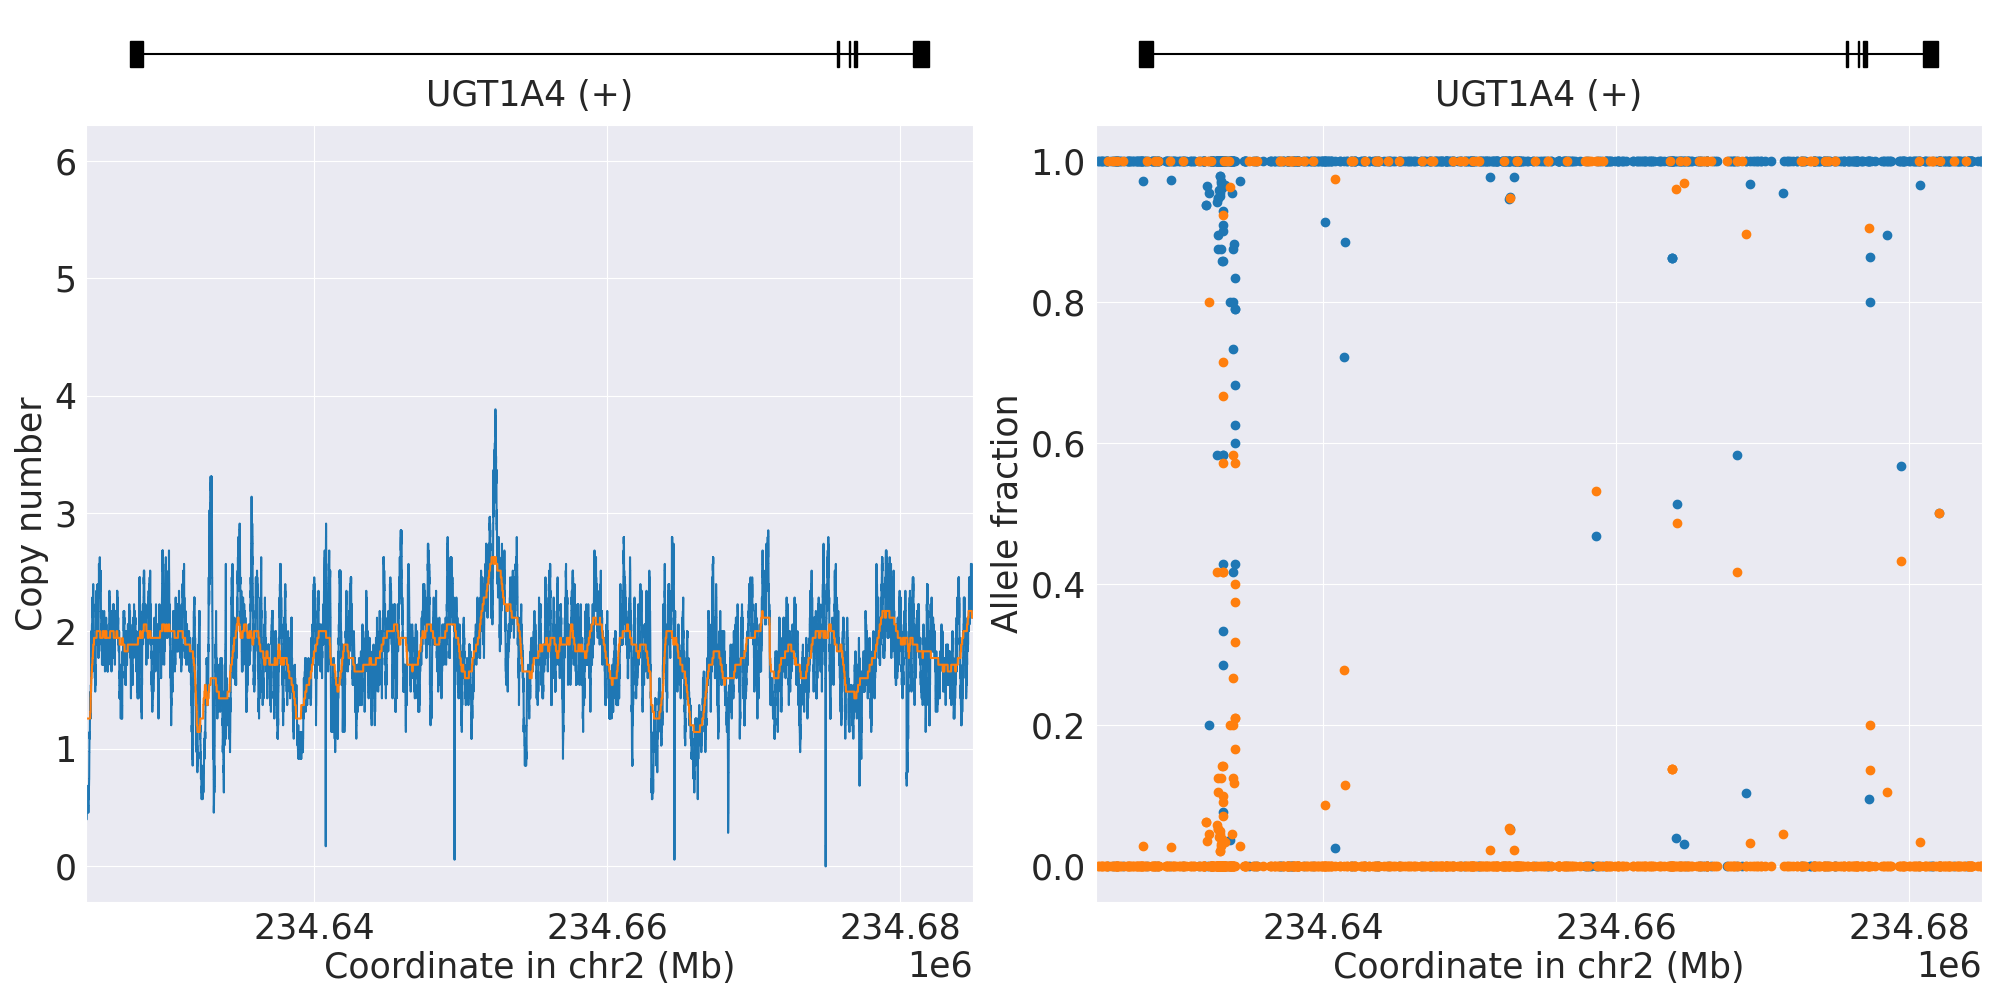 UGT1A4 (+)
6
5
4
3
2
1
0
Copy number
234.64
234.66
234.68
Coordinate in chr2 (Mb)
1e6
UGT1A4 (+)
1.0
0.8
0.6
0.4
0.2
0.0
Allele fraction
234.64
234.66
234.68
Coordinate in chr2 (Mb)
1e6